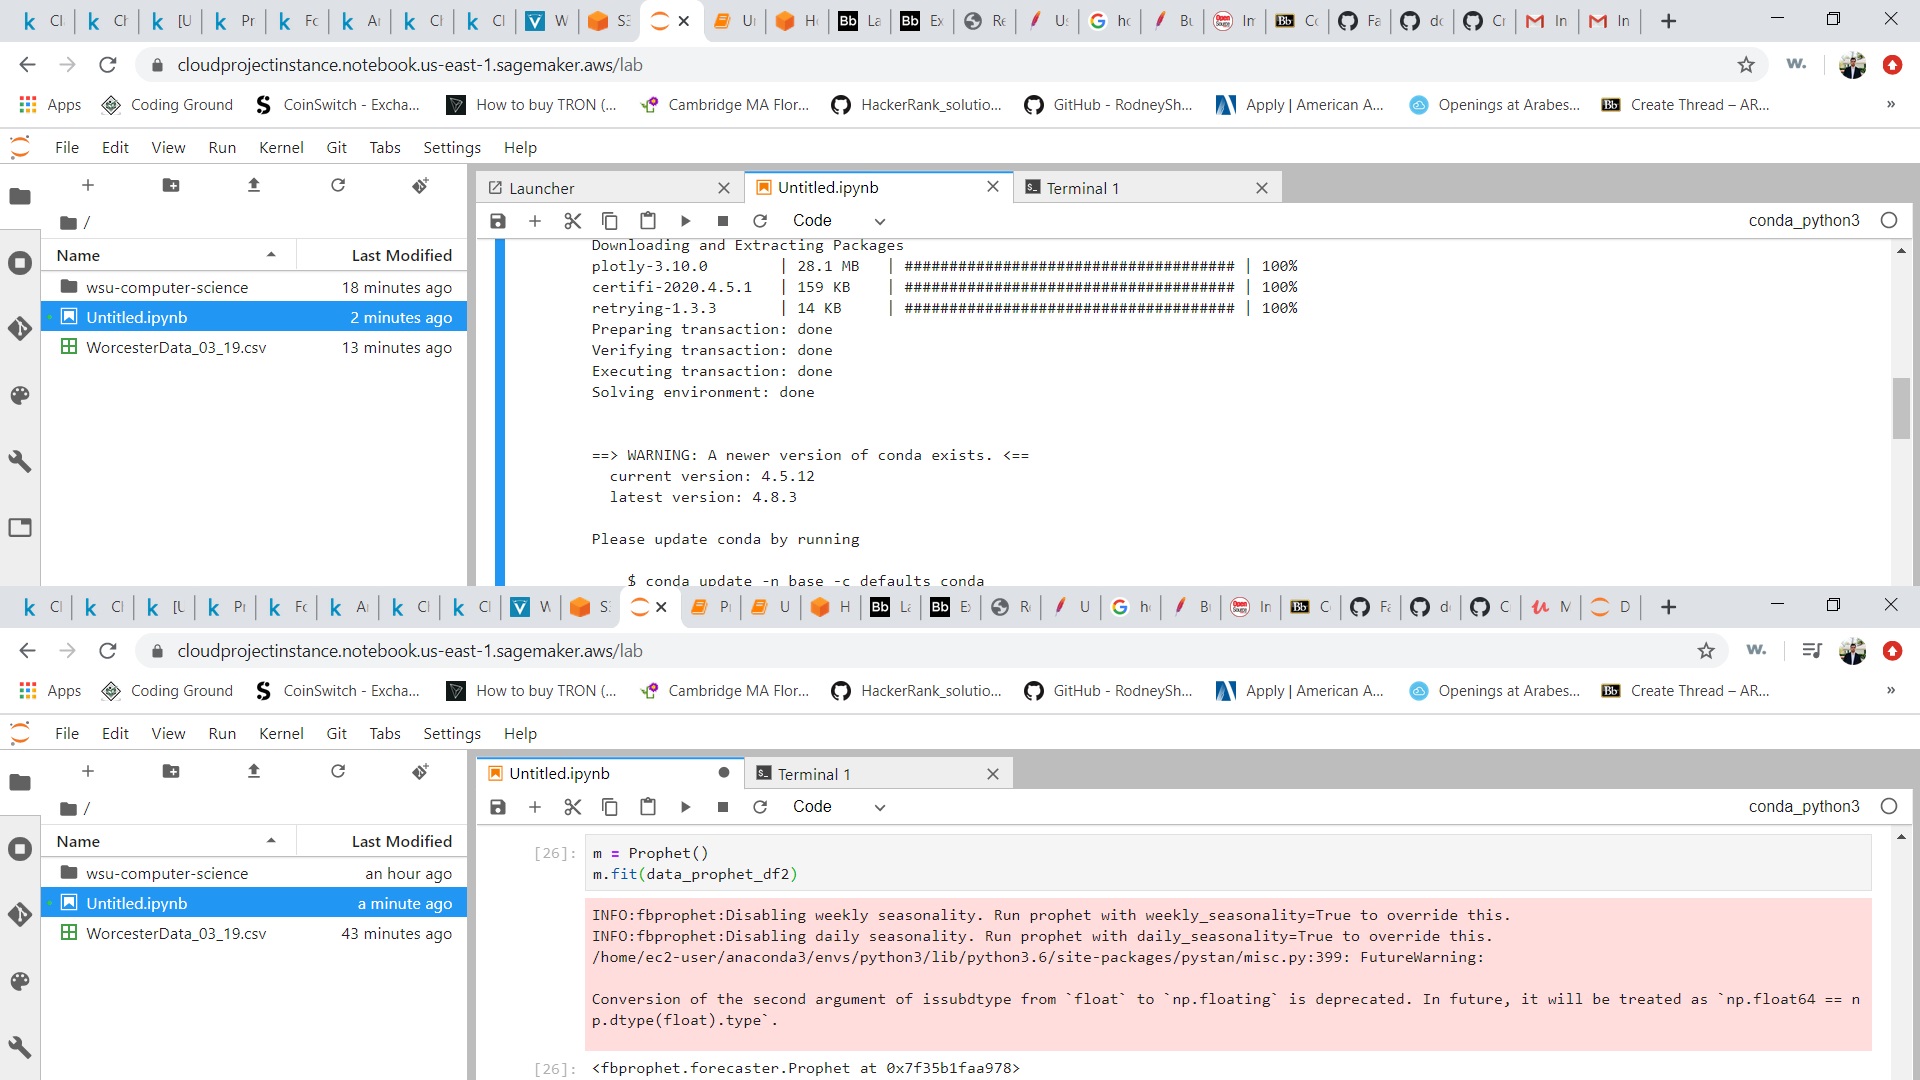 Cl Ch [U Pr Fo Ar Ch Cl W S3 Un Ho La Ex Re Us ho Bu Im Co Fa do Cr In In
cloudprojectinstance.notebook.us-east-1.sagemaker.aws/lab
Apps Coding Ground CoinSwitch - Excha... How to buy TRON (... Cambridge MA Flor... HackerRank_solutio... GitHub - RodneySh... Apply | American A... Openings at Arabes... Create Thread – AR... »
File Edit View Run Kernel Git Tabs Settings Help
Launcher Untitled.ipynb Terminal 1
/
Code conda_python3
Name Last Modified
wsu-computer-science 18 minutes ago
Untitled.ipynb 2 minutes ago
WorcesterData_03_19.csv 13 minutes ago
Downloading and Extracting Packages
plotly-3.10.0 | 28.1 MB | ##################################### | 100%
certifi-2020.4.5.1 | 159 KB | ##################################### | 100%
retrying-1.3.3 | 14 KB | ##################################### | 100%
Preparing transaction: done
Verifying transaction: done
Executing transaction: done
Solving environment: done
==> WARNING: A newer version of conda exists. <==
current version: 4.5.12
latest version: 4.8.3
Please update conda by running
$ conda update -n base -c defaults conda
Cl Cl [U Pr Fo A Cl Cl W S: P U H La E R U h B In C Fa d C M D
cloudprojectinstance.notebook.us-east-1.sagemaker.aws/lab
Apps Coding Ground CoinSwitch - Excha... How to buy TRON (... Cambridge MA Flor... HackerRank_solutio... GitHub - RodneySh... Apply | American A... Openings at Arabes... Create Thread – AR... »
File Edit View Run Kernel Git Tabs Settings Help
Untitled.ipynb Terminal 1
/
Code conda_python3
Name Last Modified
wsu-computer-science an hour ago
Untitled.ipynb a minute ago
WorcesterData_03_19.csv 43 minutes ago
[26]: m = Prophet()
m.fit(data_prophet_df2)
INFO:fbprophet:Disabling weekly seasonality. Run prophet with weekly_seasonality=True to override this.
INFO:fbprophet:Disabling daily seasonality. Run prophet with daily_seasonality=True to override this.
/home/ec2-user/anaconda3/envs/python3/lib/python3.6/site-packages/pystan/misc.py:399: FutureWarning:
Conversion of the second argument of issubdtype from `float` to `np.floating` is deprecated. In future, it will be treated as `np.float64 == n
p.dtype(float).type`.
[26]: <fbprophet.forecaster.Prophet at 0x7f35b1faa978>